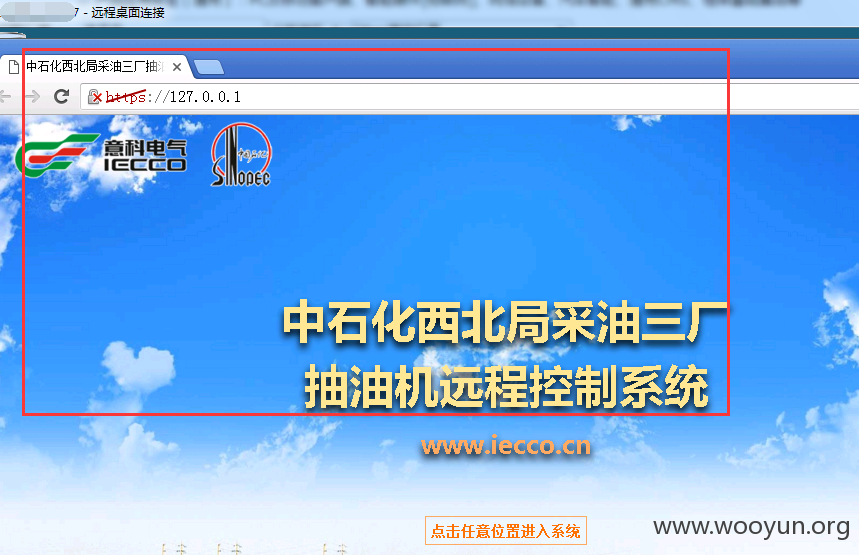 7 - 远程桌面连接
中石化西北局采油三厂抽
https://127.0.0.1
意科电气
IECCO
中国石化
SINOPEC
中石化西北局采油三厂
抽油机远程控制系统
www.iecco.cn
点击任意位置进入系统
www.wooyun.org